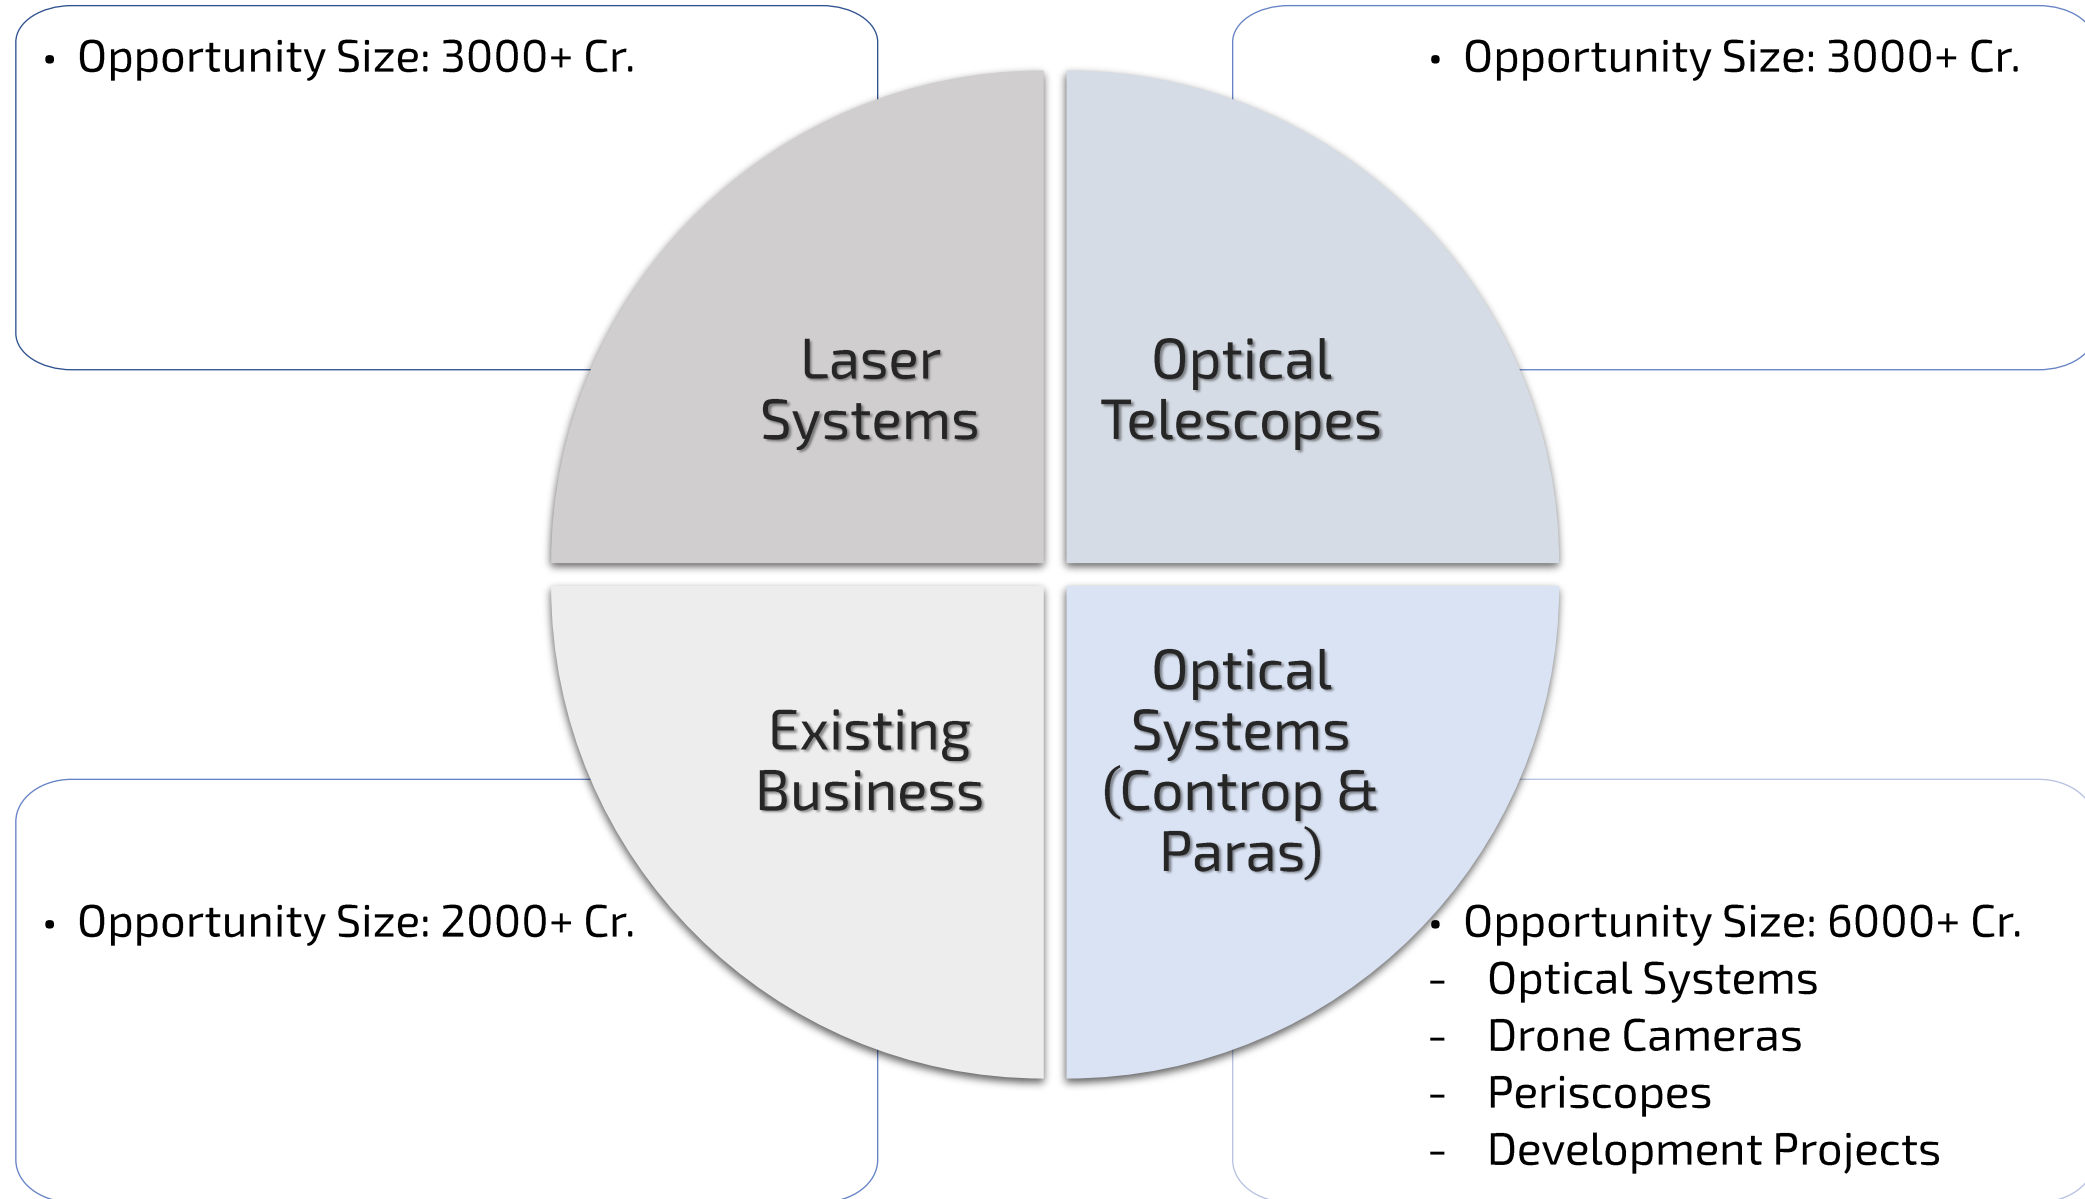 • Opportunity Size: 3000+ Cr.
• Opportunity Size: 3000+ Cr.
Laser
Systems
Optical
Telescopes
Existing
Business
Optical
Systems
(Controp &
Paras)
• Opportunity Size: 2000+ Cr.
• Opportunity Size: 6000+ Cr.
- Optical Systems
- Drone Cameras
- Periscopes
- Development Projects